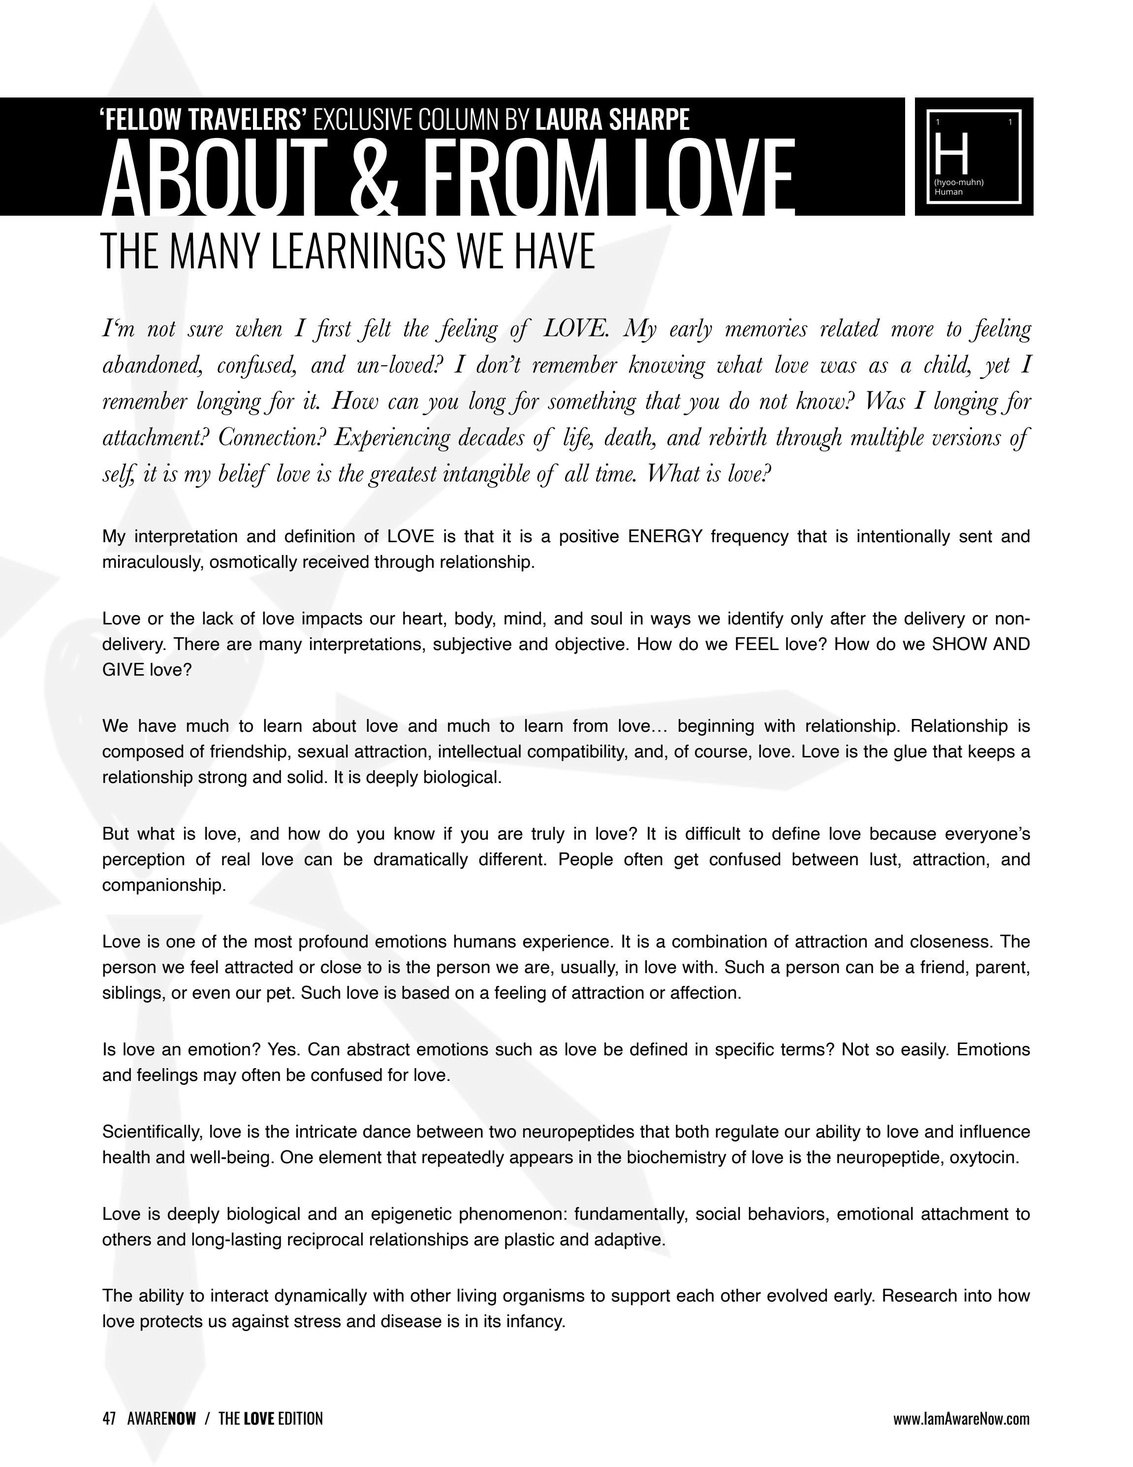 ‘FELLOW TRAVELERS’ EXCLUSIVE COLUMN BY LAURA SHARPE
ABOUT & FROM LOVE
1 1
H
(hyoo-muhn)
Human
THE MANY LEARNINGS WE HAVE
I‘m not sure when I first felt the feeling of LOVE. My early memories related more to feeling
abandoned, confused, and un-loved? I don’t remember knowing what love was as a child, yet I
remember longing for it. How can you long for something that you do not know? Was I longing for
attachment? Connection? Experiencing decades of life, death, and rebirth through multiple versions of
self, it is my belief love is the greatest intangible of all time. What is love?
My interpretation and definition of LOVE is that it is a positive ENERGY frequency that is intentionally sent and
miraculously, osmotically received through relationship.
Love or the lack of love impacts our heart, body, mind, and soul in ways we identify only after the delivery or non-
delivery. There are many interpretations, subjective and objective. How do we FEEL love? How do we SHOW AND
GIVE love?
We have much to learn about love and much to learn from love… beginning with relationship. Relationship is
composed of friendship, sexual attraction, intellectual compatibility, and, of course, love. Love is the glue that keeps a
relationship strong and solid. It is deeply biological.
But what is love, and how do you know if you are truly in love? It is difficult to define love because everyone’s
perception of real love can be dramatically different. People often get confused between lust, attraction, and
companionship.
Love is one of the most profound emotions humans experience. It is a combination of attraction and closeness. The
person we feel attracted or close to is the person we are, usually, in love with. Such a person can be a friend, parent,
siblings, or even our pet. Such love is based on a feeling of attraction or affection.
Is love an emotion? Yes. Can abstract emotions such as love be defined in specific terms? Not so easily. Emotions
and feelings may often be confused for love.
Scientifically, love is the intricate dance between two neuropeptides that both regulate our ability to love and influence
health and well-being. One element that repeatedly appears in the biochemistry of love is the neuropeptide, oxytocin.
Love is deeply biological and an epigenetic phenomenon: fundamentally, social behaviors, emotional attachment to
others and long-lasting reciprocal relationships are plastic and adaptive.
The ability to interact dynamically with other living organisms to support each other evolved early. Research into how
love protects us against stress and disease is in its infancy.
47 AWARENOW / THE LOVE EDITION
www.IamAwareNow.com